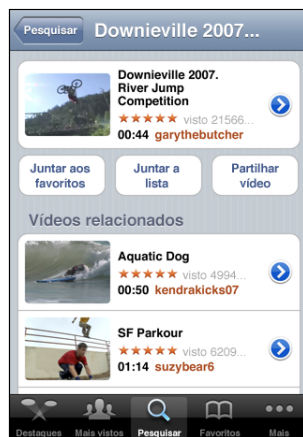 Pesquisar Downieville 2007...
Downieville 2007.
River Jump
Competition
visto 21566...
00:44 garythebutcher
Juntar aos
favoritos
Juntar a
lista
Partilhar
vídeo
Vídeos relacionados
Aquatic Dog
visto 4994...
00:50 kendrakicks07
SF Parkour
visto 6209...
01:14 suzybear6
Destaques Mais vistos Pesquisar Favoritos Mais